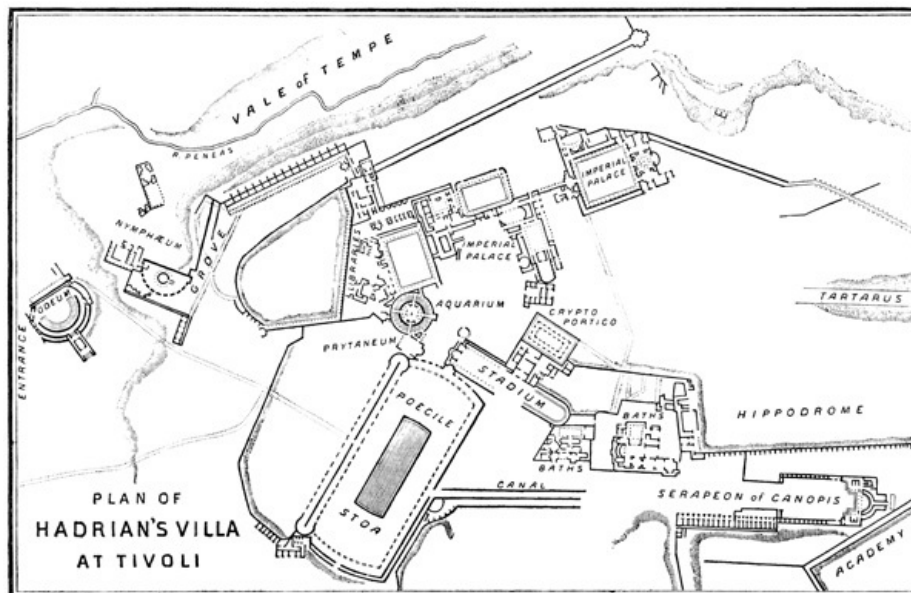 VALE of TEMPE
R. PENEAS
NYMPHÆUM
GROVE
ODEUM
ENTRANCE
LIBRARIES
IMPERIAL
PALACE
IMPERIAL
PALACE
AQUARIUM
PRYTANEUM
CRYPTO
PORTICO
STADIUM
TARTARUS
POECILE
STOA
BATHS
BATHS
HIPPODROME
CANAL
SERAPEON of CANOPIS
ACADEMY
PLAN OF
HADRIAN'S VILLA
AT TIVOLI